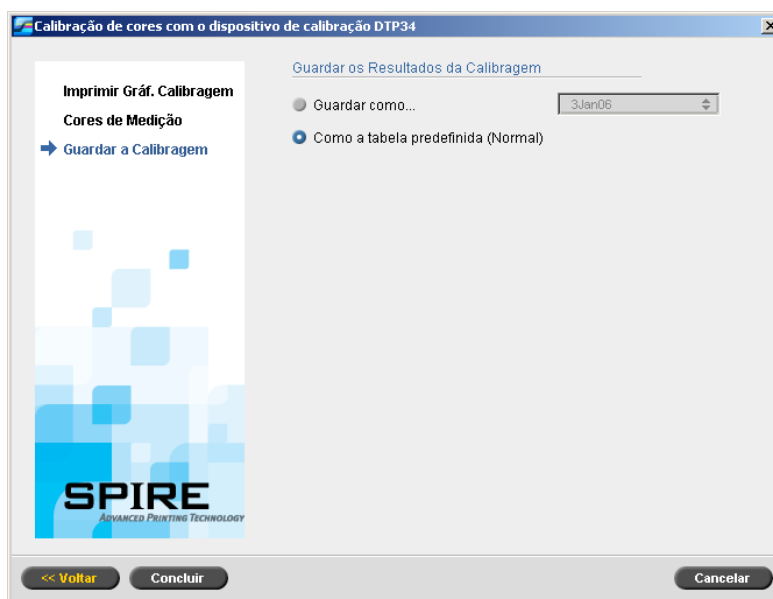 Calibração de cores com o dispositivo de calibração DTP34
Imprimir Gráf. Calibragem
Cores de Medição
Guardar a Calibragem
Guardar os Resultados da Calibragem
Guardar como... 3Jan06
Como a tabela predefinida (Normal)
SPIRE
ADVANCED PRINTING TECHNOLOGY
<< Voltar Concluir Cancelar